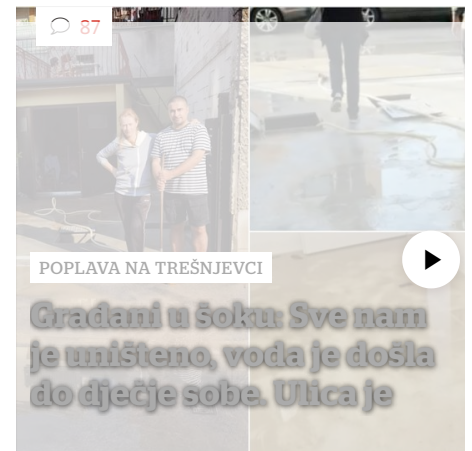 87
POPLAVA NA TREŠNJEVCI
Građani u šoku: Sve nam
je uništeno, voda je došla
do dječje sobe. Ulica je